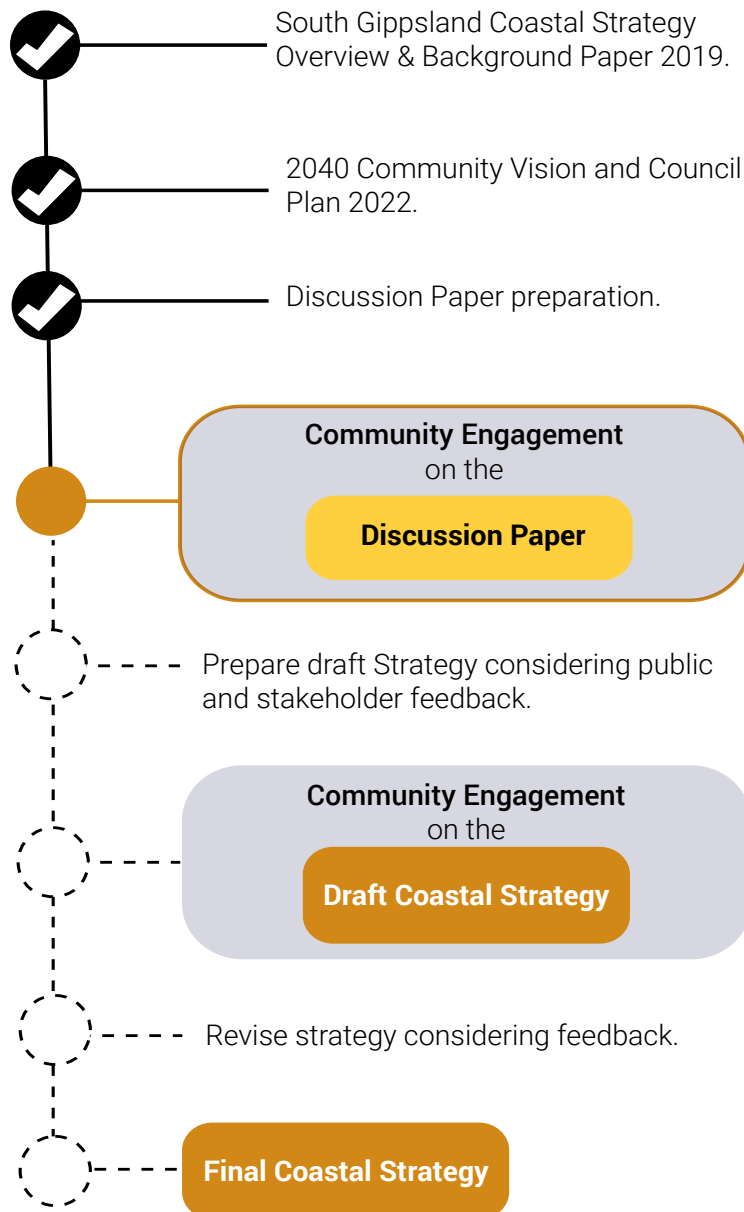 South Gippsland Coastal Strategy
Overview & Background Paper 2019.
2040 Community Vision and Council
Plan 2022.
Discussion Paper preparation.
Community Engagement
on the
Discussion Paper
Prepare draft Strategy considering public
and stakeholder feedback.
Community Engagement
on the
Draft Coastal Strategy
Revise strategy considering feedback.
Final Coastal Strategy